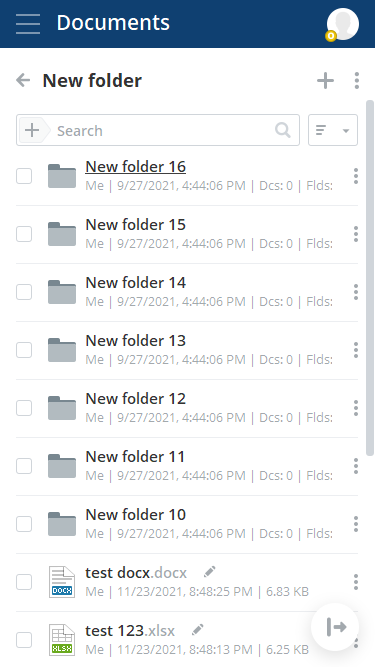 Documents
New folder
Search
New folder 16
Me | 9/27/2021, 4:44:06 PM | Dcs: 0 | Flds:
New folder 15
Me | 9/27/2021, 4:44:06 PM | Dcs: 0 | Flds:
New folder 14
Me | 9/27/2021, 4:44:06 PM | Dcs: 0 | Flds:
New folder 13
Me | 9/27/2021, 4:44:06 PM | Dcs: 0 | Flds:
New folder 12
Me | 9/27/2021, 4:44:06 PM | Dcs: 0 | Flds:
New folder 11
Me | 9/27/2021, 4:44:06 PM | Dcs: 0 | Flds:
New folder 10
Me | 9/27/2021, 4:44:06 PM | Dcs: 0 | Flds:
test docx.docx
DOCX
Me | 11/23/2021, 8:48:25 PM | 6.83 KB
test 123.xlsx
XLSX
Me | 11/23/2021, 8:48:13 PM | 6.25 KB